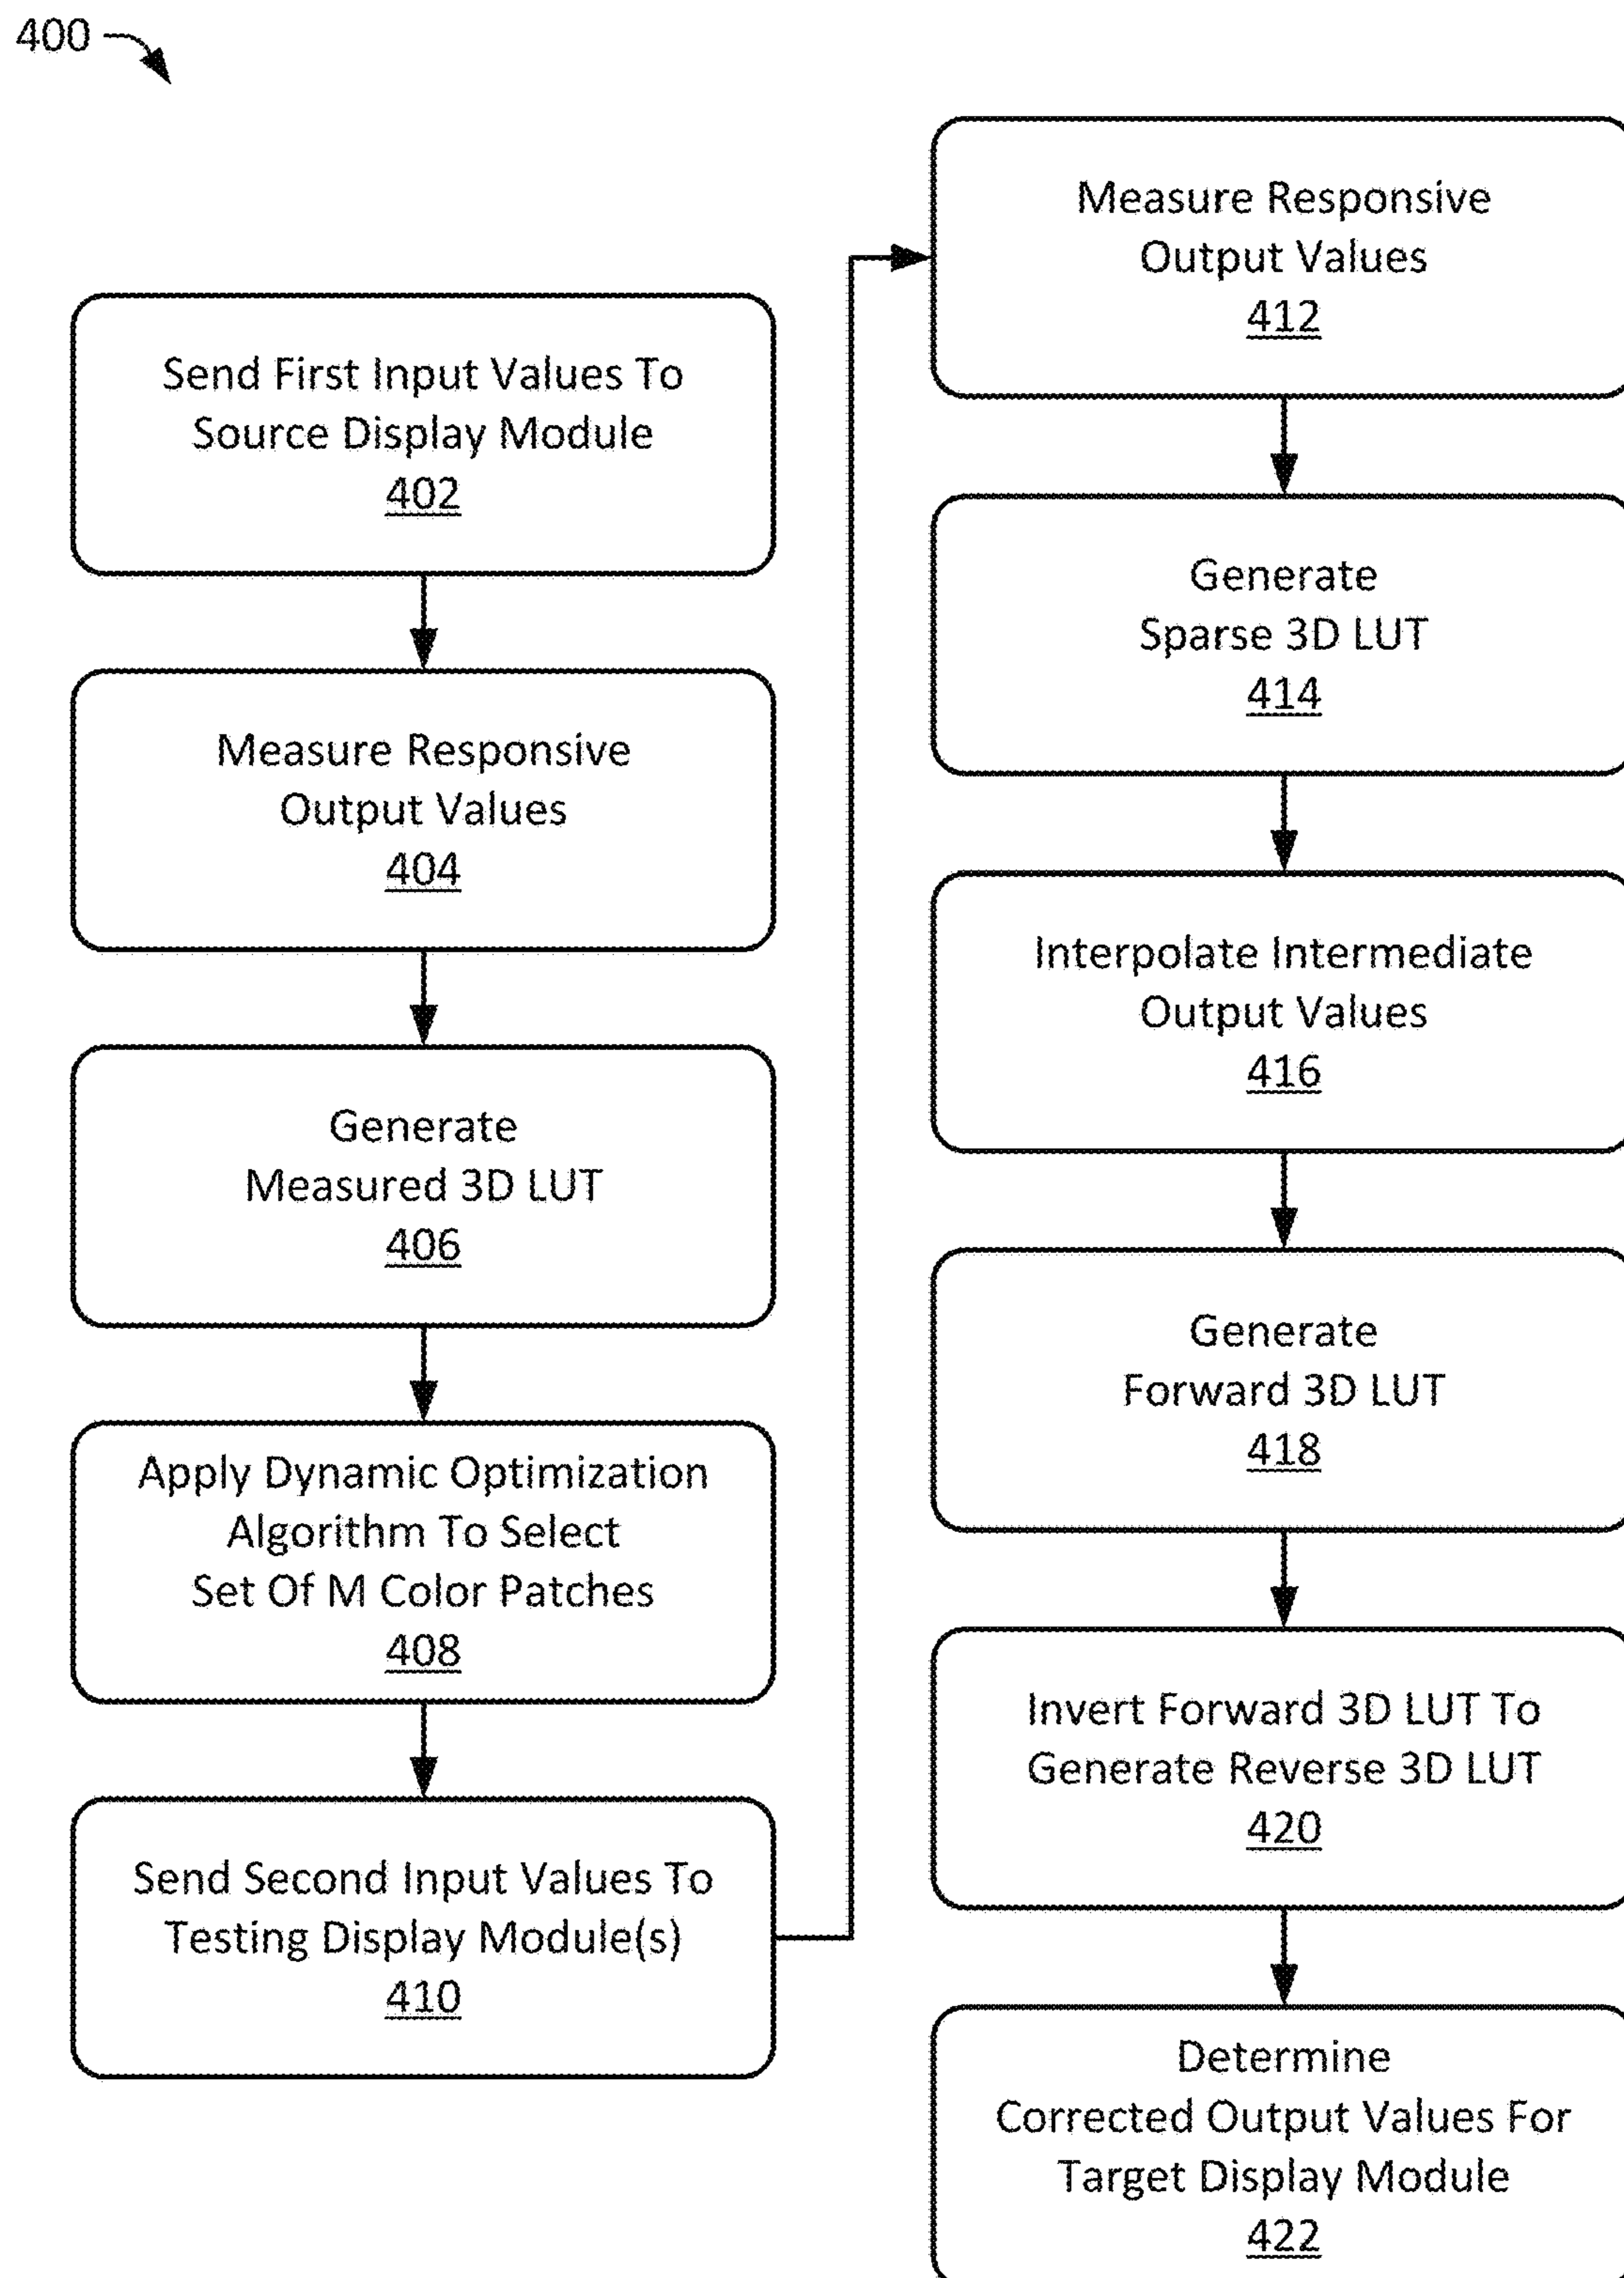 400
Send First Input Values To
Source Display Module
402
Measure Responsive
Output Values
404
Generate
Measured 3D LUT
406
Apply Dynamic Optimization
Algorithm To Select
Set Of M Color Patches
408
Send Second Input Values To
Testing Display Module(s)
410
Measure Responsive
Output Values
412
Generate
Sparse 3D LUT
414
Interpolate Intermediate
Output Values
416
Generate
Forward 3D LUT
418
Invert Forward 3D LUT To
Generate Reverse 3D LUT
420
Determine
Corrected Output Values For
Target Display Module
422